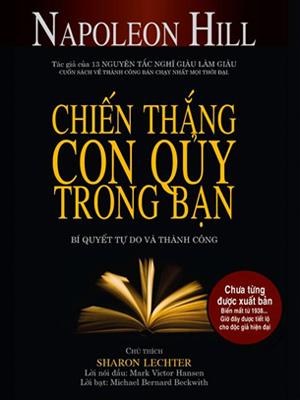 NAPOLEON HILL
Tác giả của 13 NGUYÊN TẮC NGHĨ GIÀU LÀM GIÀU
CUỐN SÁCH VỀ THÀNH CÔNG BÁN CHẠY NHẤT MỌI THỜI ĐẠI.
CHIẾN THẮNG
CON QỦY
TRONG BẠN
BÍ QUYẾT TỰ DO VÀ THÀNH CÔNG
Chưa từng
được xuất bản
Biến mất từ 1938...
Giờ đây được tiết lộ
cho độc giả hiện đại
CHÚ THÍCH
SHARON LECHTER
Lời nói đầu: Mark Victor Hansen
Lời bạt: Michael Bernard Beckwith